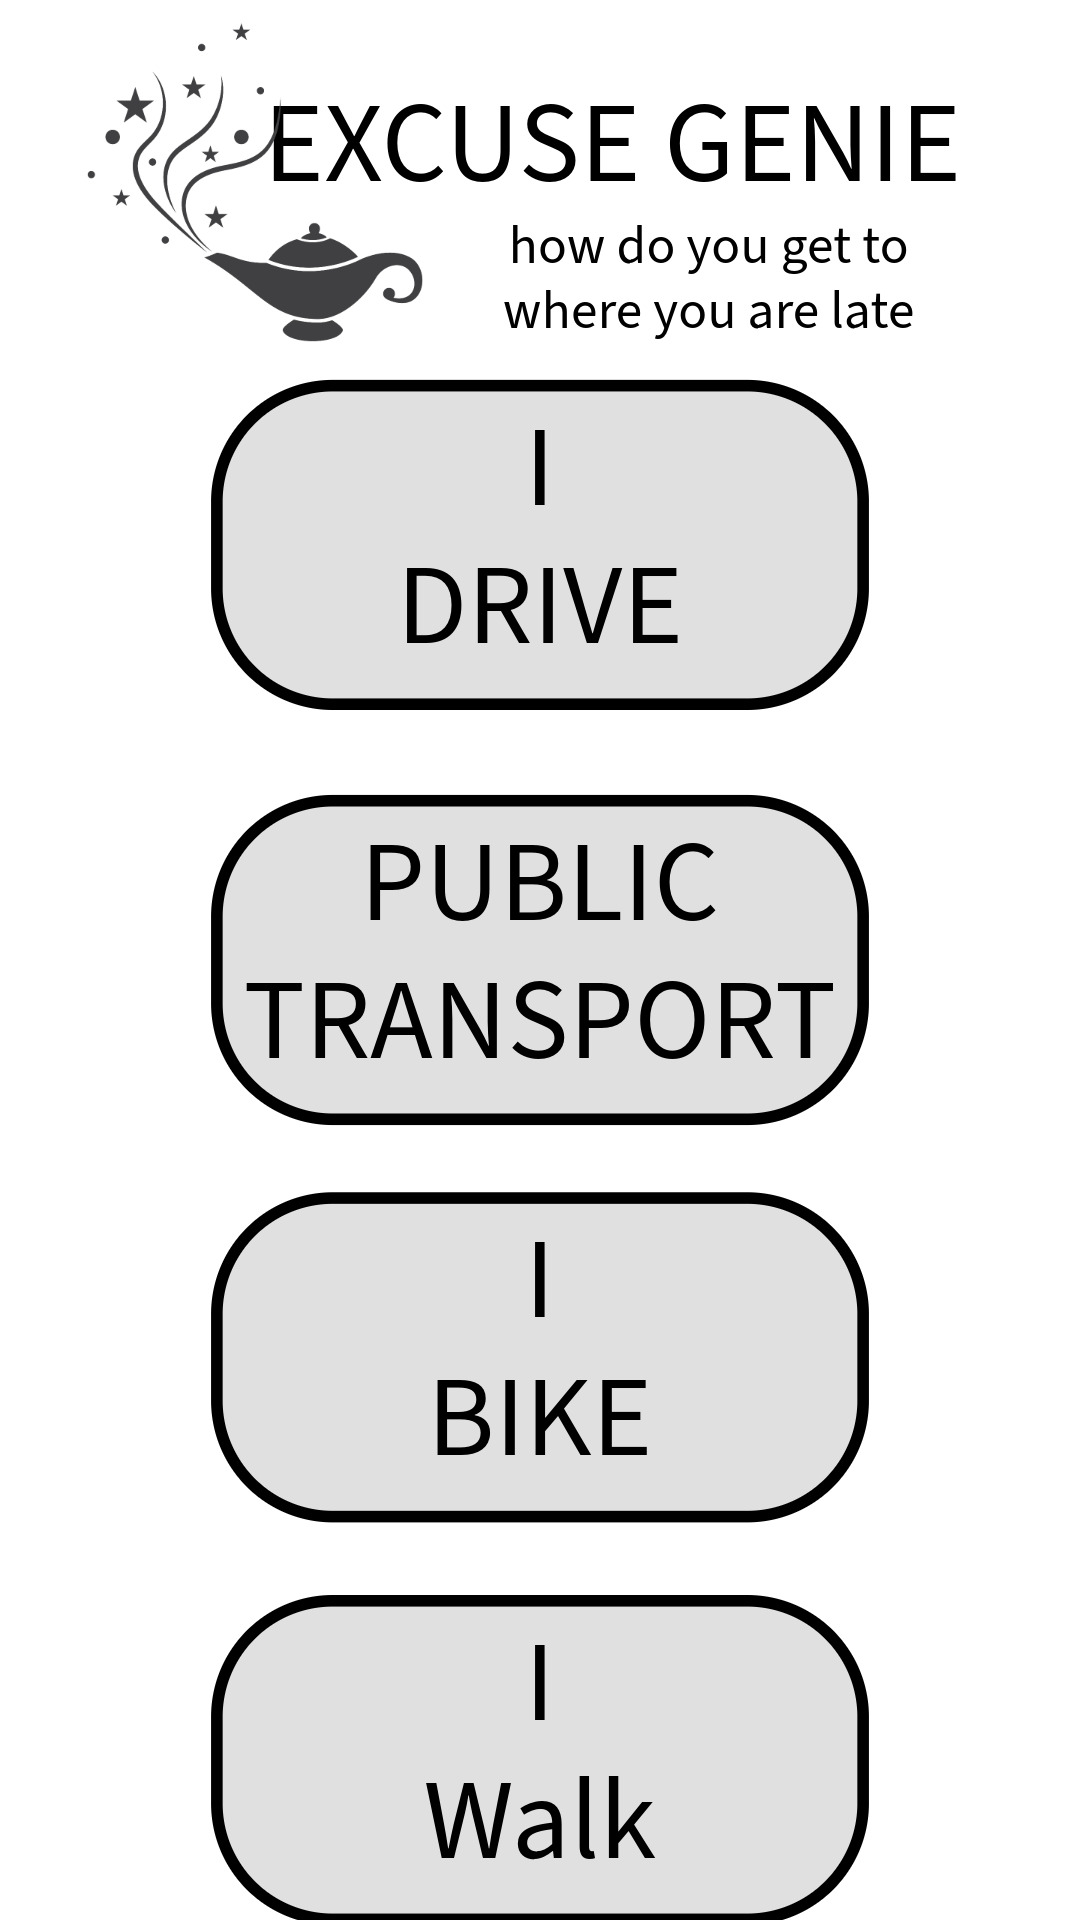 EXCUSE GENIE
how do you get to
where you are late
I
DRIVE
PUBLIC
TRANSPORT
I
BIKE
I
Walk